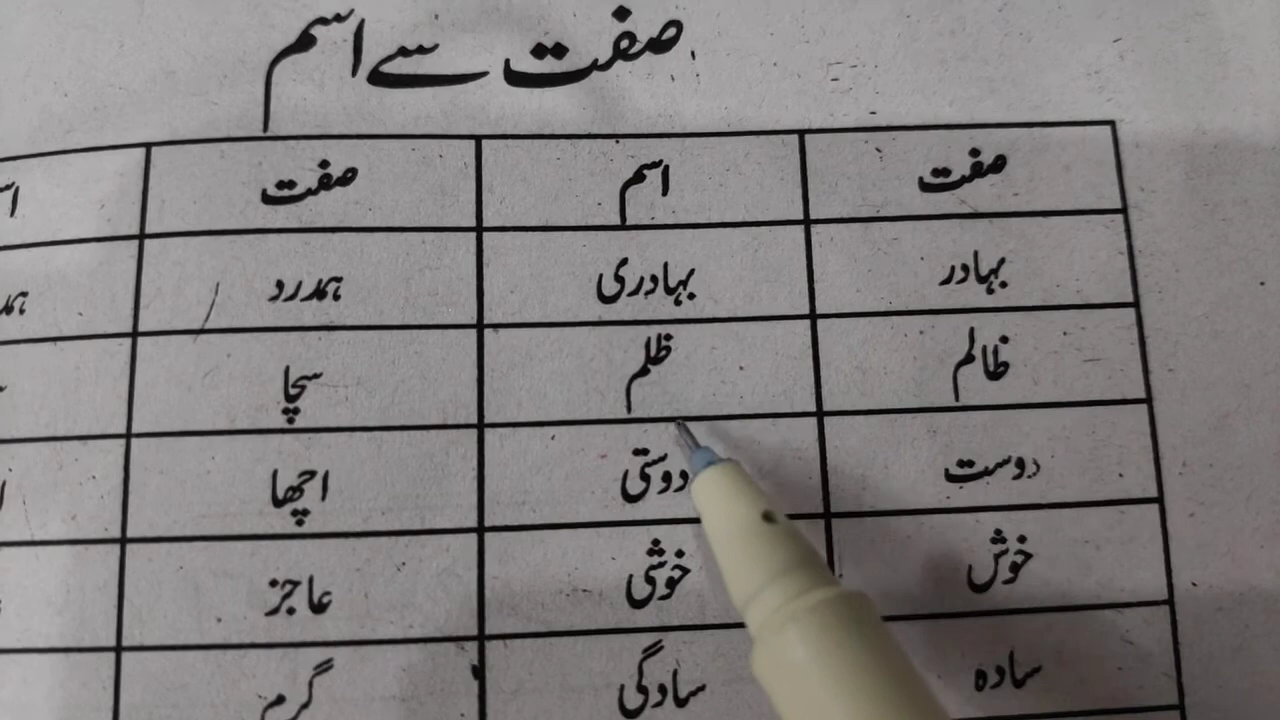 صفت سے اسم
صفت اسم صفت
بہادر بہادری ہمدرد
ظالم ظلم سچا
دوست دوستی اچھا
خوش خوشی عاجز
سادہ سادگی گرم